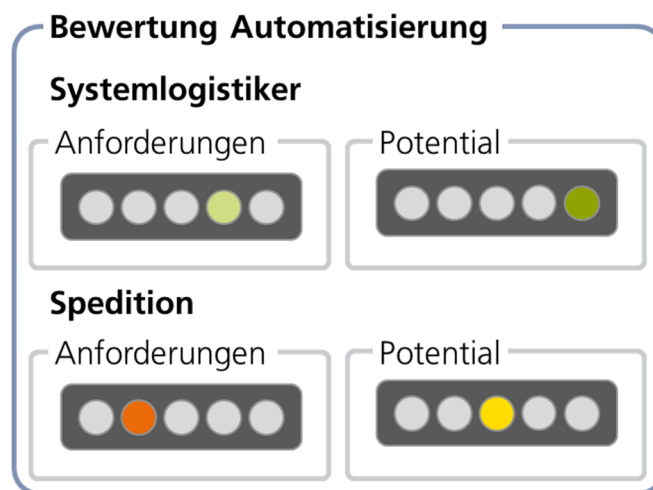 Bewertung Automatisierung
Systemlogistiker
Anforderungen Potential
Spedition
Anforderungen Potential